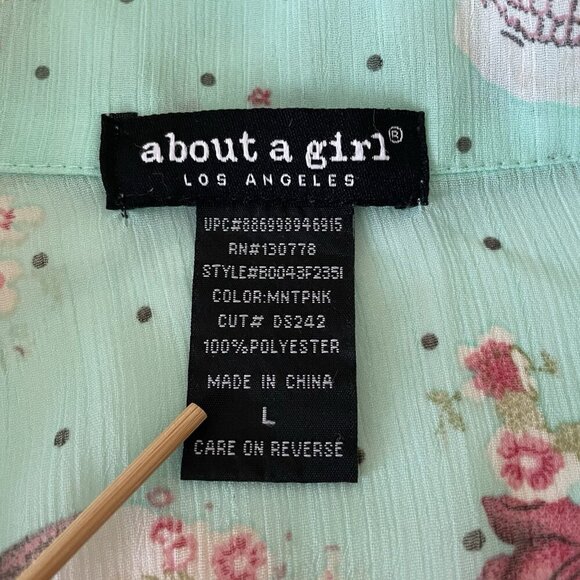 about a girl®
LOS ANGELES
UPC#886998946915
RN#130778
STYLE#B0043F2351
COLOR:MNTPNK
CUT# DS242
100%POLYESTER
MADE IN CHINA
L
CARE ON REVERSE